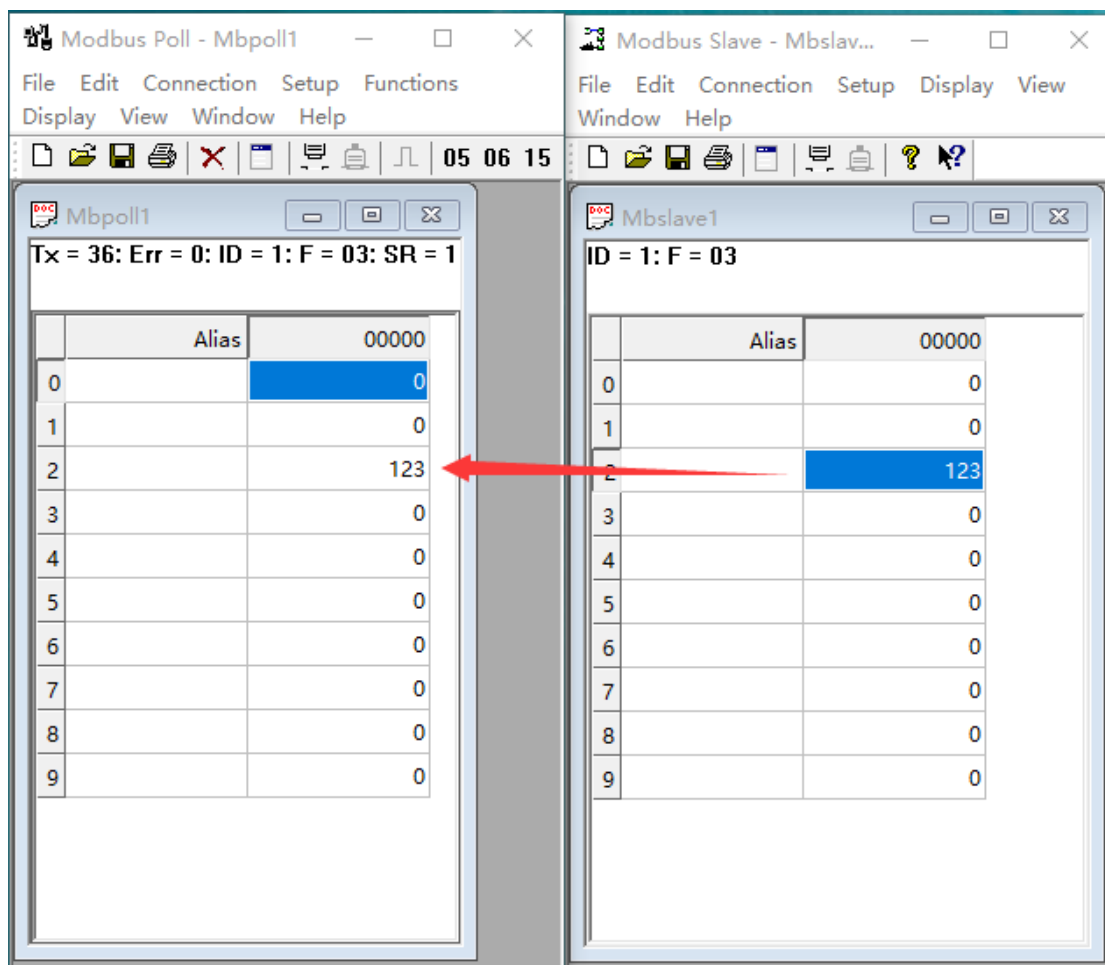 Modbus Poll - Mbpoll1
File Edit Connection Setup Functions
Display View Window Help
05 06 15
Mbpoll1
Tx = 36: Err = 0: ID = 1: F = 03: SR = 1
Alias 00000
0 0
1 0
2 123
3 0
4 0
5 0
6 0
7 0
8 0
9 0
Modbus Slave - Mbslav...
File Edit Connection Setup Display View
Window Help
Mbslave1
ID = 1: F = 03
Alias 00000
0 0
1 0
2 123
3 0
4 0
5 0
6 0
7 0
8 0
9 0